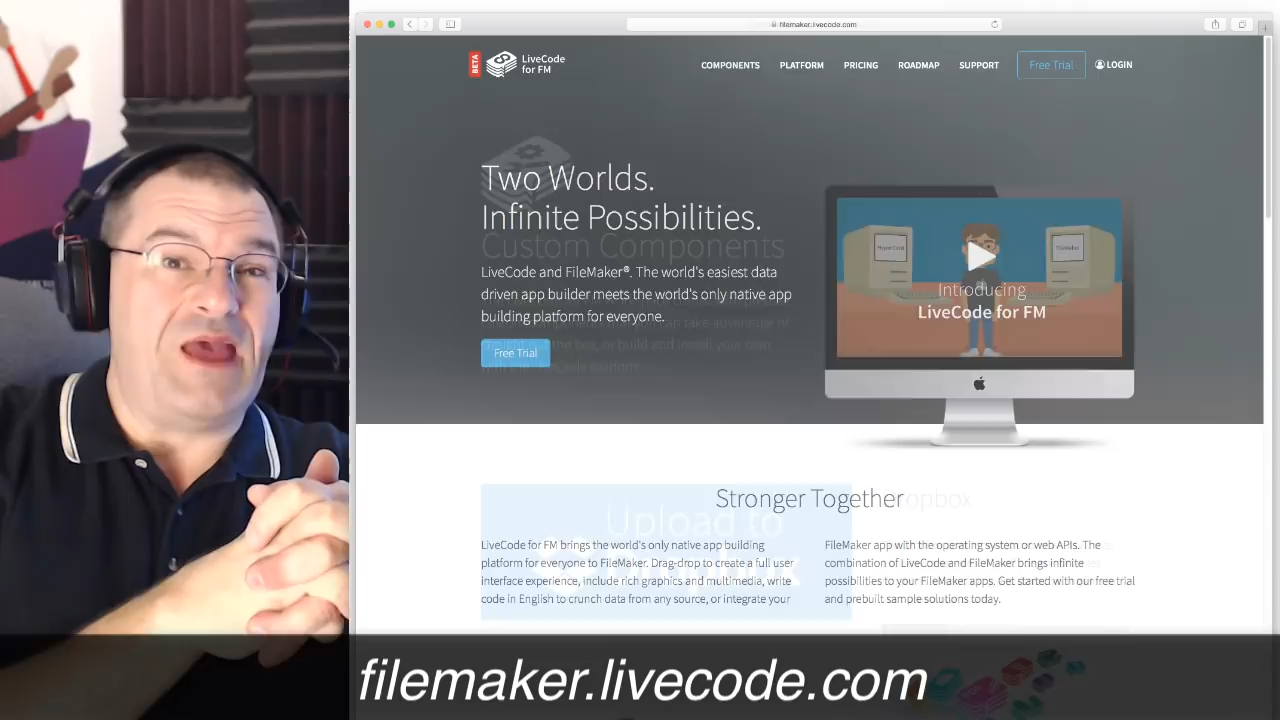 filemaker.livecode.com
BETA
LiveCode
for FM
COMPONENTS PLATFORM PRICING ROADMAP SUPPORT Free Trial LOGIN
Two Worlds.
Infinite Possibilities.
Custom Components
LiveCode and FileMaker®. The world's easiest data
driven app builder meets the world's only native app
building platform for everyone.
Free Trial
HyperCard
FileMaker
Introducing
LiveCode for FM
Stronger Together
Upload to
LiveCode for FM brings the world's only native app building
platform for everyone to FileMaker. Drag-drop to create a full user
interface experience, include rich graphics and multimedia, write
code in English to crunch data from any source, or integrate your
FileMaker app with the operating system or web APIs. The
combination of LiveCode and FileMaker brings infinite
possibilities to your FileMaker apps. Get started with our free trial
and prebuilt sample solutions today.
filemaker.livecode.com